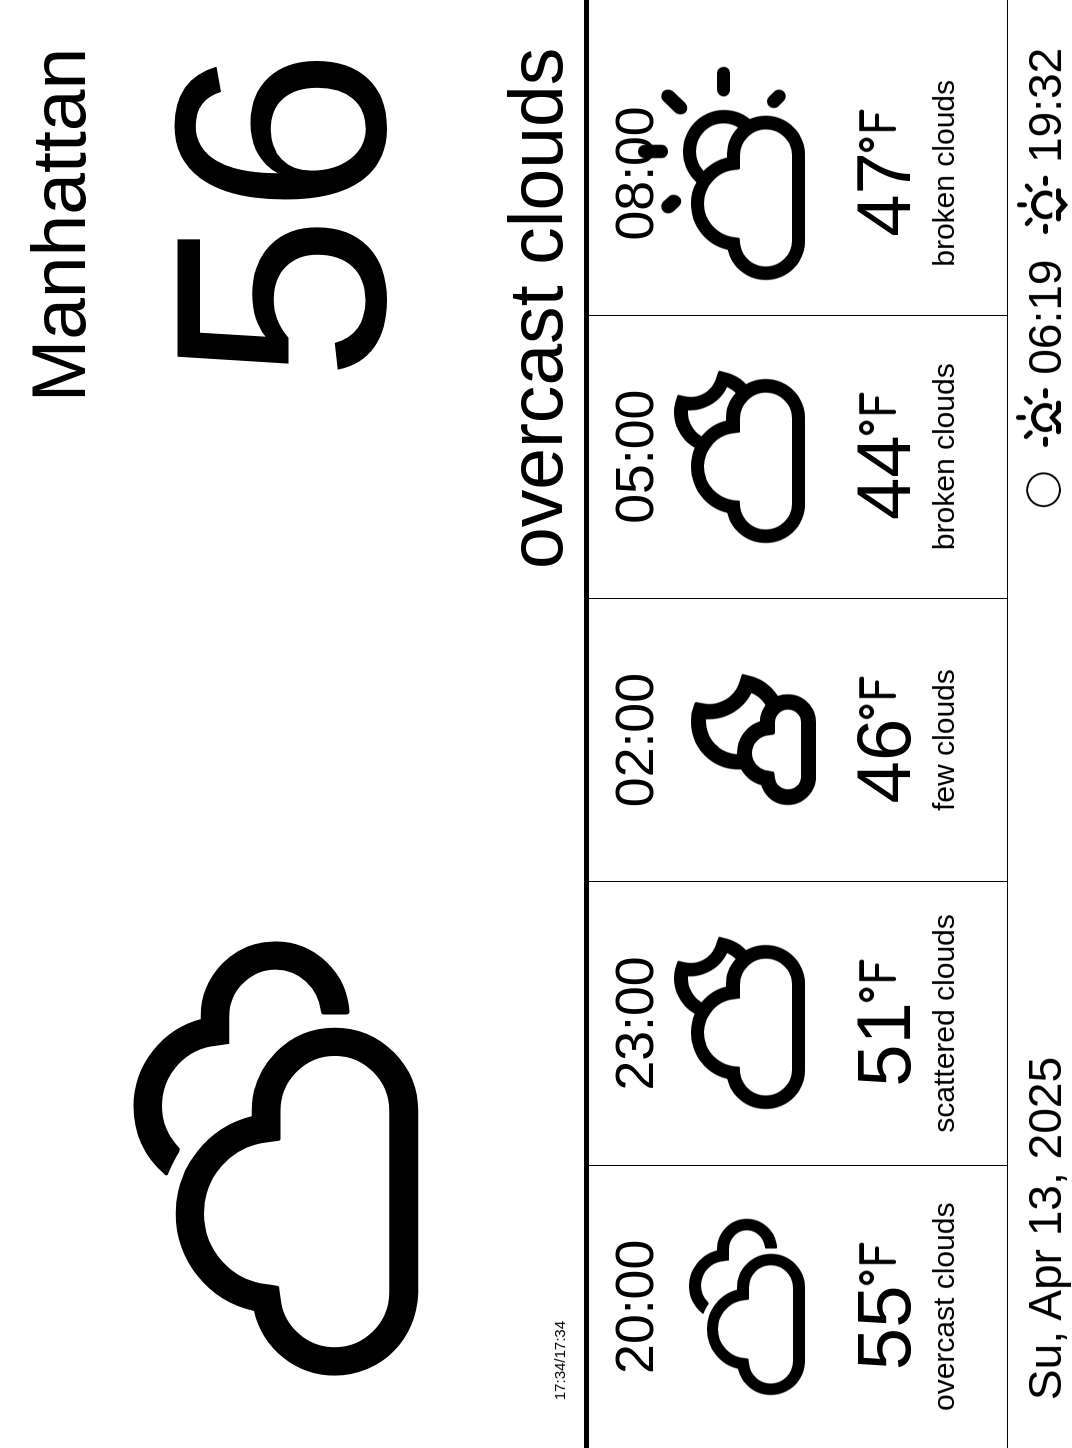 Manhattan
56
overcast clouds
17:34/17:34
20:00
55°F
overcast clouds
23:00
51°F
scattered clouds
02:00
46°F
few clouds
05:00
44°F
broken clouds
08:00
47°F
broken clouds
Su, Apr 13, 2025
06:19 19:32